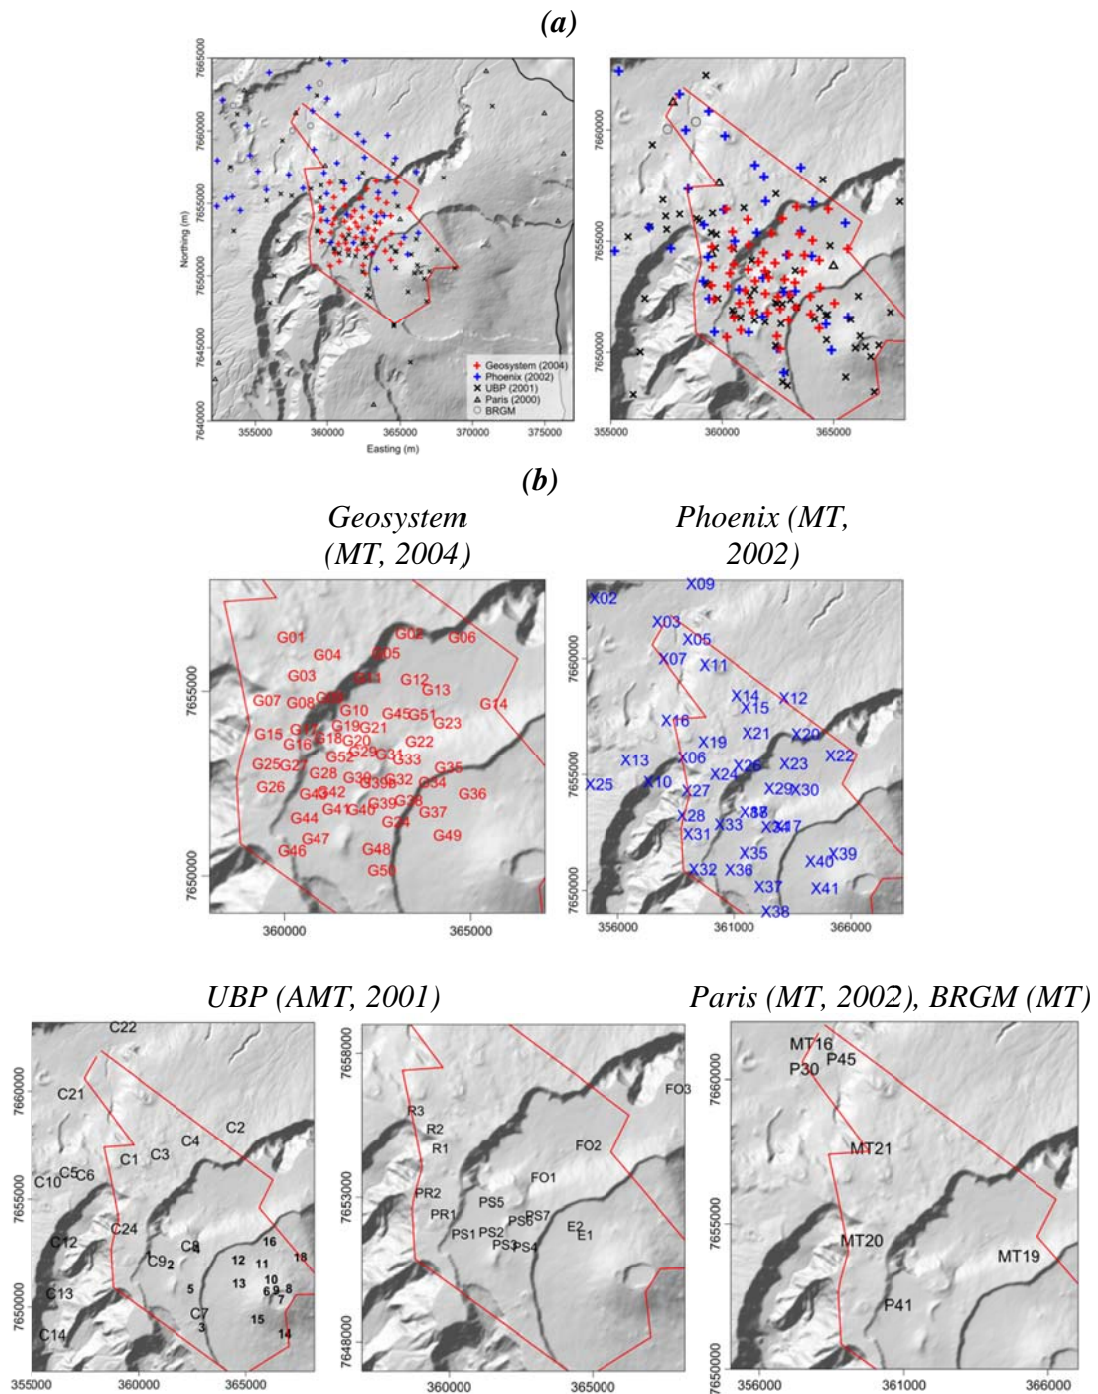 (a)
7665000
7660000
7655000
7650000
7645000
7640000
Northing (m)
355000 360000 365000 370000 375000
Easting (m)
Geosystem (2004)
Phoenix (2002)
UBP (2001)
Paris (2000)
BRGM
7660000
7655000
7650000
355000 360000 365000
(b)
Geosystem
(MT, 2004)
Phoenix (MT,
2002)
G01 G02 G06
G04 G05
G03 G11 G12
G13
G07 G08 G14
G10 G45 G51
G23
G15 G19 G21
G16 G18 G20 G22
G29 G31
G25 G27 G52 G33
G35
G28 G32 G34
G26 G39b
G43 G42 G36
G41 G40 G39 G38
G37
G44 G24
G47 G49
G46 G48
G50
7655000
7650000
360000 365000
X09
X02
X03
X05
X07 X11
X14 X12
X15
X16
X21 X20
X19
X13 X06 X22
X26 X23
X24
X25 X10
X27 X29 X30
X28
X33
X31 X17
X35 X39
X40
X32 X36
X37 X41
X38
7660000
7655000
7650000
356000 361000 366000
UBP (AMT, 2001)
Paris (MT, 2002), BRGM (MT)
C22
C21
C2
C4
C1 C3
C5
C10 C6
C24
C12 16
C9 2 4 12 11 18
13 10
C13 5 6 9 8
7
C7 15
C14 3 14
7660000
7655000
7650000
360000 365000
FO3
R3
R2
R1 FO2
FO1
PR2
PS5
PR1 PS7
PS6
PS1 PS2 E2
E1
PS3 PS4
7658000
7653000
7648000
360000 365000
MT16
P45
P30
MT21
MT20 MT19
P41
7660000
7655000
7650000
356000 361000 366000